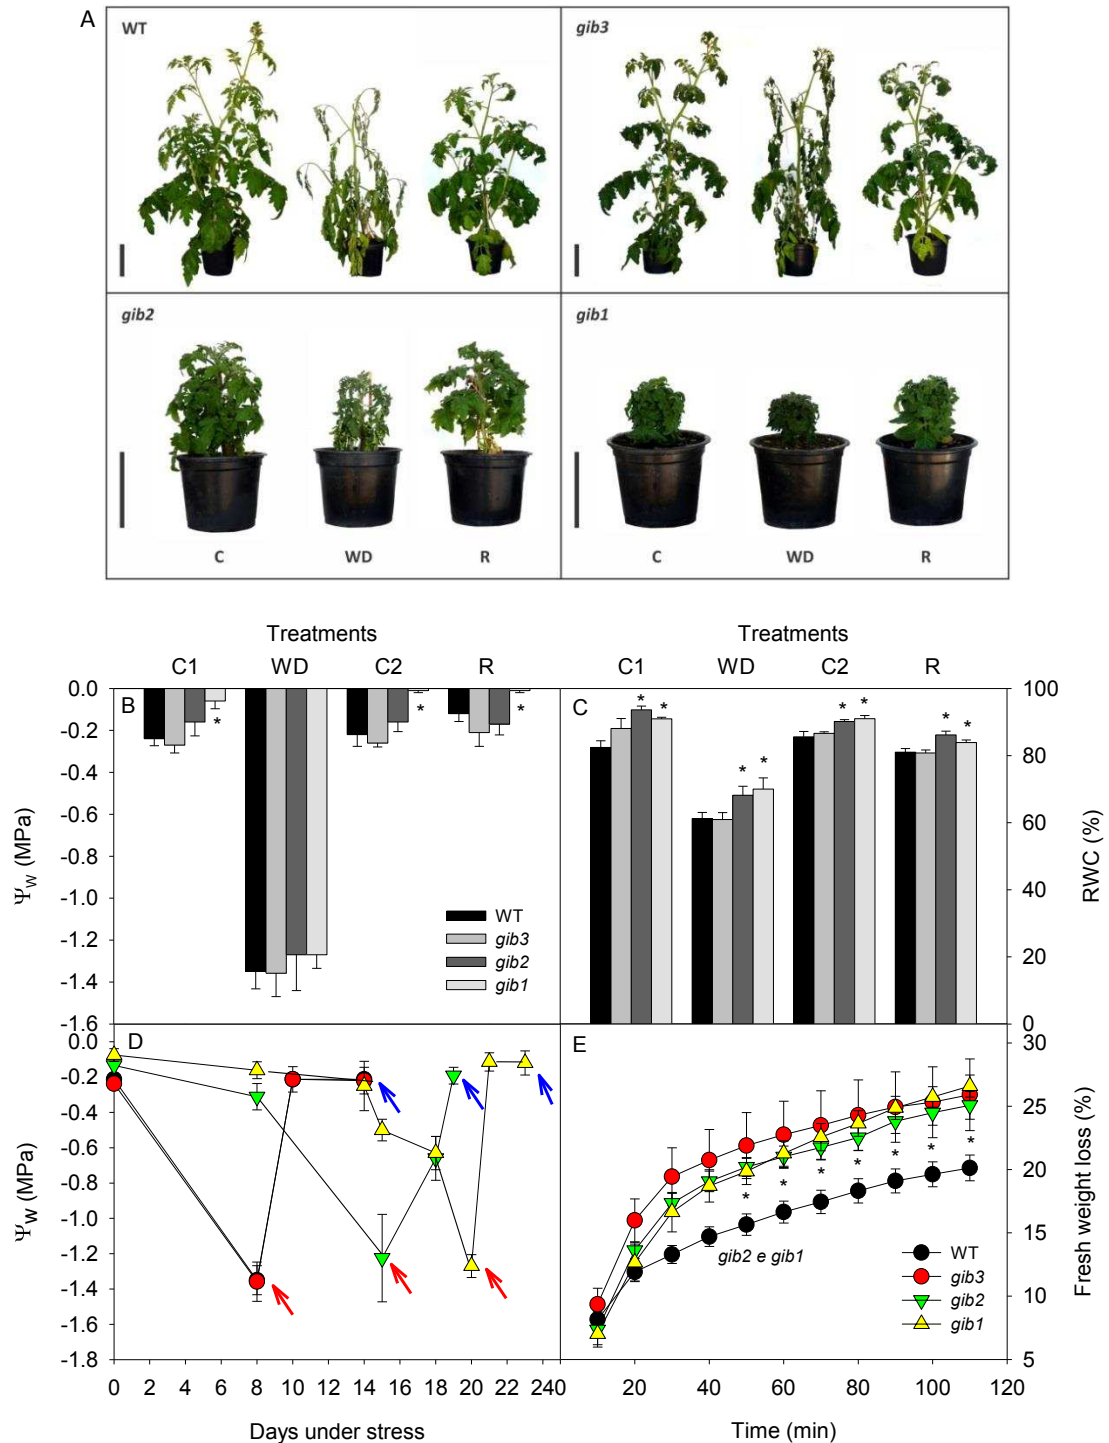 A
WT
gib3
gib2
gib1
C
WD
R
C
WD
R
Treatments
Treatments
C1
WD
C2
R
C1
WD
C2
R
0.0
-0.2
-0.4
-0.6
-0.8
-1.0
-1.2
-1.4
-1.6
Ψw (MPa)
B
*
*
*
WT
gib3
gib2
gib1
C
*
*
*
*
*
*
*
*
100
80
60
40
20
0
RWC (%)
0.0
-0.2
-0.4
-0.6
-0.8
-1.0
-1.2
-1.4
-1.6
-1.8
Ψw (MPa)
D
0 2 4 6 8 10 12 14 16 18 20 22 240
Days under stress
E
*
*
*
*
*
*
*
gib2 e gib1
WT
gib3
gib2
gib1
30
25
20
15
10
5
Fresh weight loss (%)
20 40 60 80 100 120
Time (min)